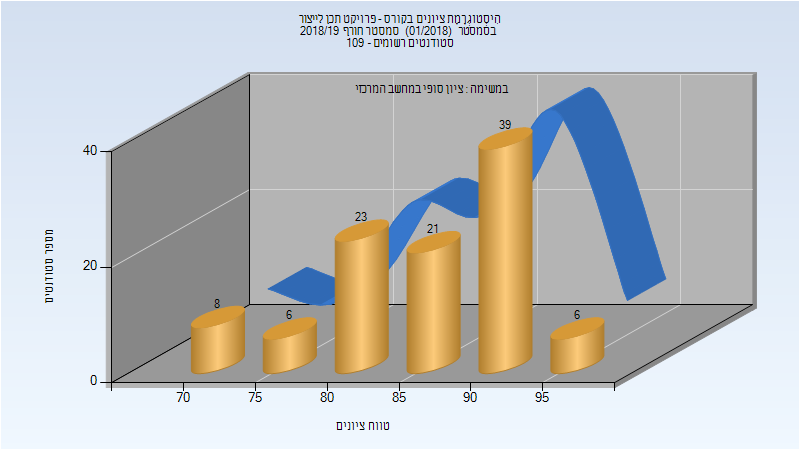 היסטוגרמת ציונים בקורס - פרויקט תכן לייצור
בסמסטר (01/2018) סמסטר חורף 2018/19
סטודנטים רשומים - 109
במשימה : ציון סופי במחשב המרכזי
39
40
23
21
20
8
6
6
0
70 75 80 85 90 95
מספר סטודנטים
טווח ציונים